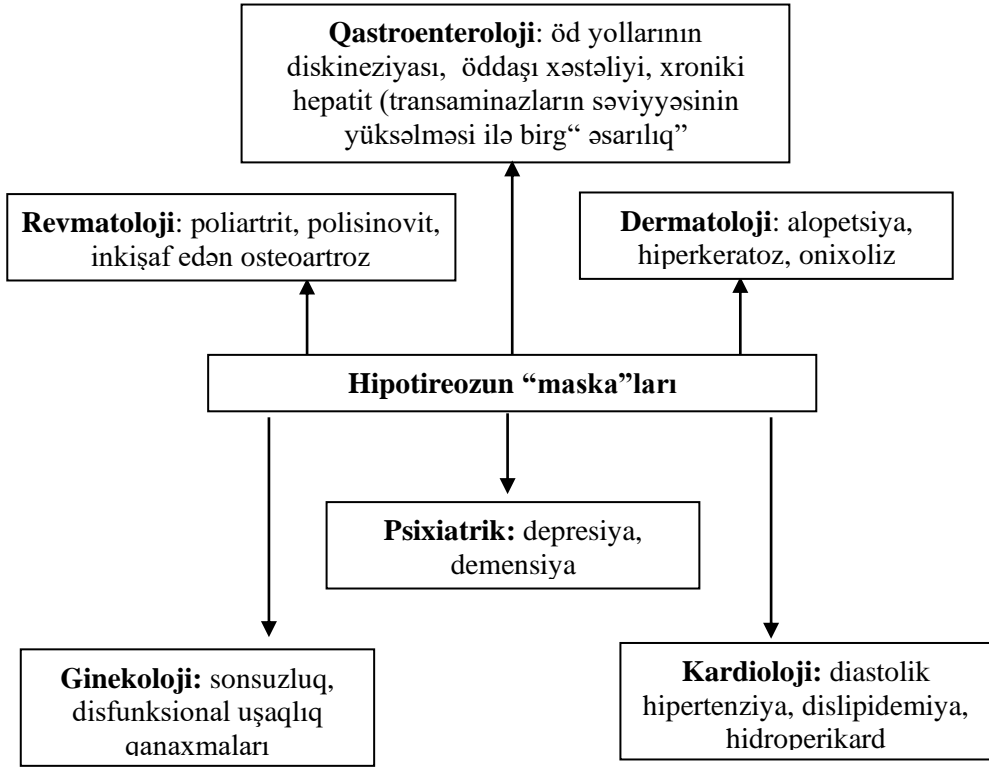 Qastroenteroloji: öd yollarının
diskineziyası, öddaşı xəstəliyi, xroniki
hepatit (transaminazların səviyyəsinin
yüksəlməsi ilə birg“ əsarılıq”
Revmatoloji: poliartrit, polisinovit,
inkişaf edən osteoartroz
Dermatoloji: alopetsiya,
hiperkeratoz, onixoliz
Hipotireozun “maska”ları
Psixiatrik: depresiya,
demensiya
Ginekoloji: sonsuzluq,
disfunksional uşaqlıq
qanaxmaları
Kardioloji: diastolik
hipertenziya, dislipidemiya,
hidroperikard